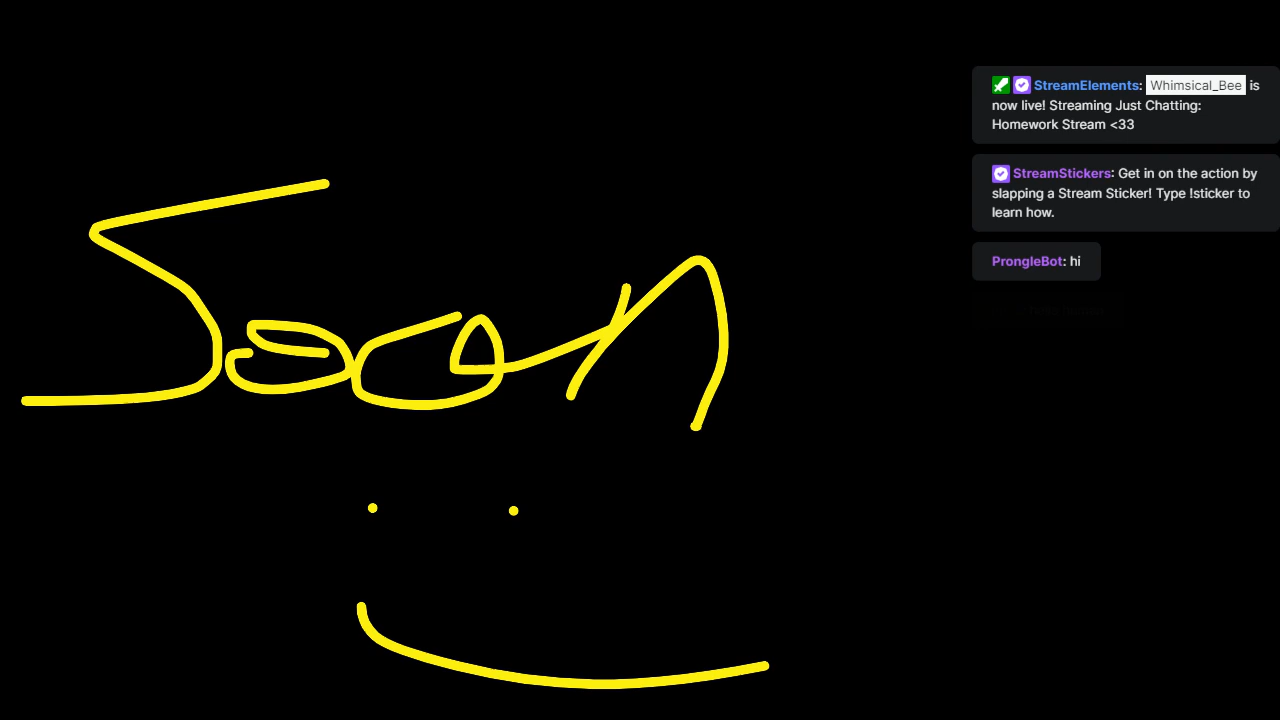 Soon
StreamElements: Whimsical_Bee is
now live! Streaming Just Chatting:
Homework Stream <33
StreamStickers: Get in on the action by
slapping a Stream Sticker! Type !sticker to
learn how.
ProngleBot: hi